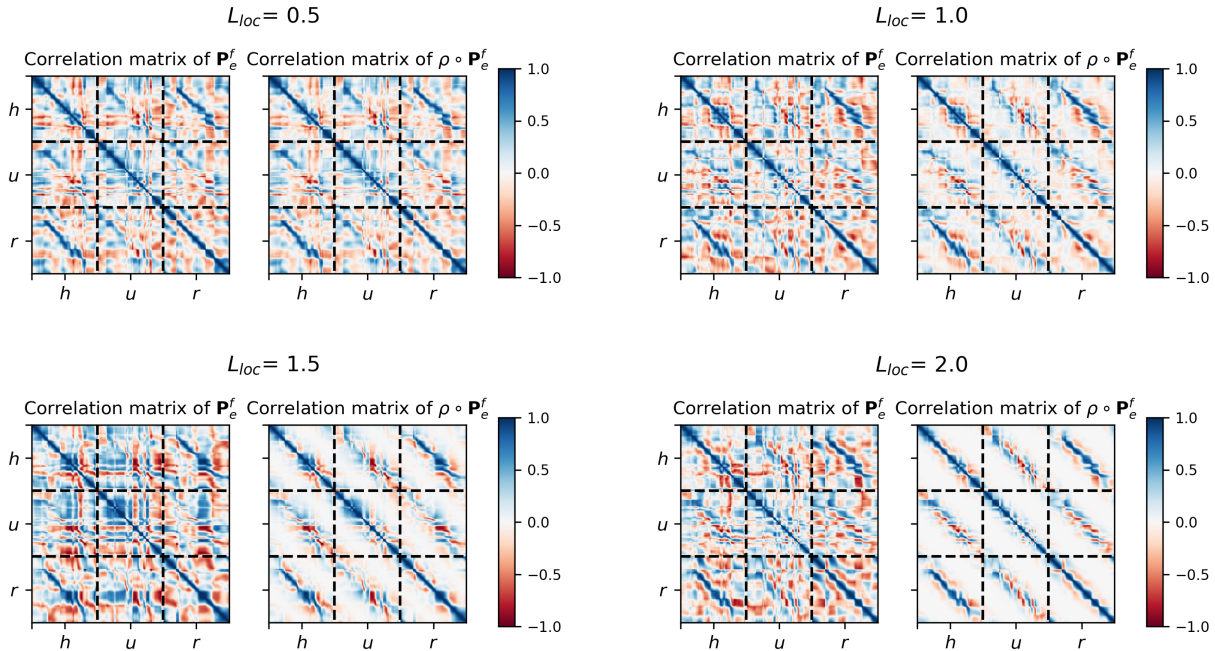 L_loc= 0.5
Correlation matrix of P_e^f
Correlation matrix of ρ ∘ P_e^f
h
u
r
h u r
h u r
1.0
0.5
0.0
−0.5
−1.0
L_loc= 1.0
Correlation matrix of P_e^f
Correlation matrix of ρ ∘ P_e^f
h
u
r
h u r
h u r
1.0
0.5
0.0
−0.5
−1.0
L_loc= 1.5
Correlation matrix of P_e^f
Correlation matrix of ρ ∘ P_e^f
h
u
r
h u r
h u r
1.0
0.5
0.0
−0.5
−1.0
L_loc= 2.0
Correlation matrix of P_e^f
Correlation matrix of ρ ∘ P_e^f
h
u
r
h u r
h u r
1.0
0.5
0.0
−0.5
−1.0